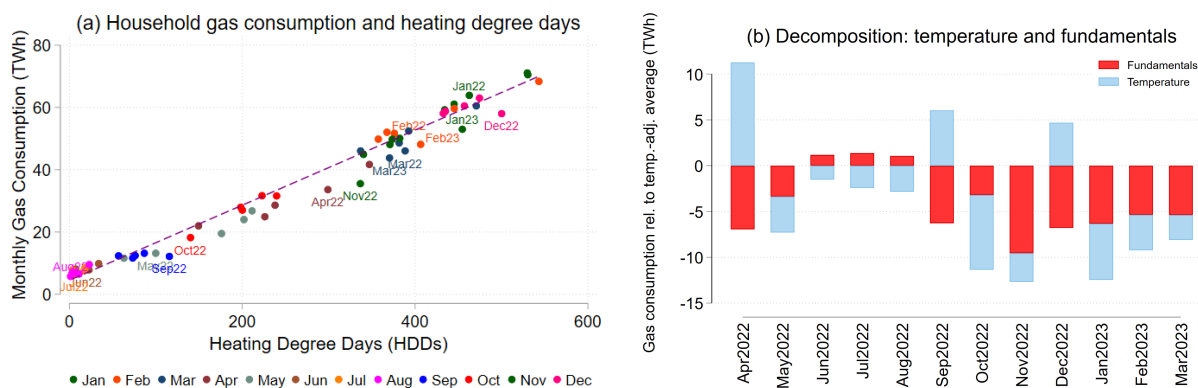 (a) Household gas consumption and heating degree days
Monthly Gas Consumption (TWh)
80
60
40
20
0
Jan22
Jan23
Dec22
Feb22
Feb23
Mar22
Mar23
Nov22
Apr22
Oct22
Sep22
Jun22
Jul22
0 200 400 600
Heating Degree Days (HDDs)
Jan Feb Mar Apr May Jun Jul Aug Sep Oct Nov Dec
(b) Decomposition: temperature and fundamentals
Gas consumption rel. to temp.-adj. average (TWh)
Fundamentals
Temperature
10
5
0
-5
-10
-15
Apr2022
May2022
Jun2022
Jul2022
Aug2022
Sep2022
Oct2022
Nov2022
Dec2022
Jan2023
Feb2023
Mar2023